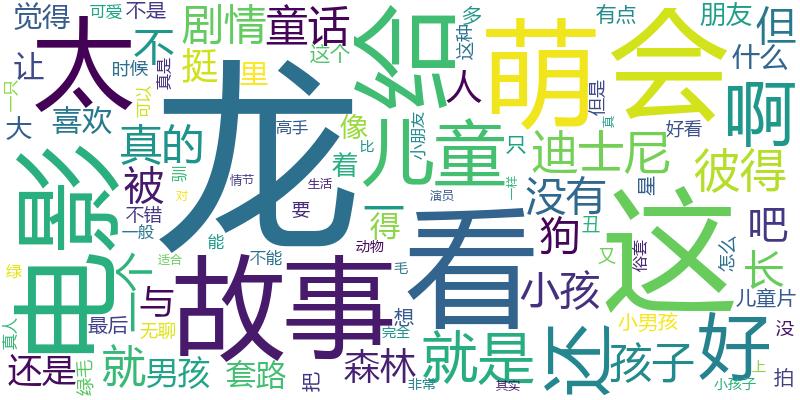 觉得
可爱
不是
剧情
童话
给
多
有点
朋友
但
太
不
让
时候
真是
挺
里
这个
萌
会
这种
什么
一只
可以
人
但是
大
喜欢
龙
高手
像
小朋友
儿童
只
真
好看
啊
电影
真的
着
比
迪士尼
被
对
情节
生活
演员
一样
没有
星
彼得
不错
要
得
看
狗
丑
这
吧
一般
能
不能
动物
又
俗套
怎么
长
绿
一个
适合
故事
毛
小孩
儿童片
与
想
真人
最后
无聊
完全
就是
还
小男孩
好
没
还是
绿毛
就
男孩
套路
把
森林
非常
其实
孩子
小孩子
上
拍